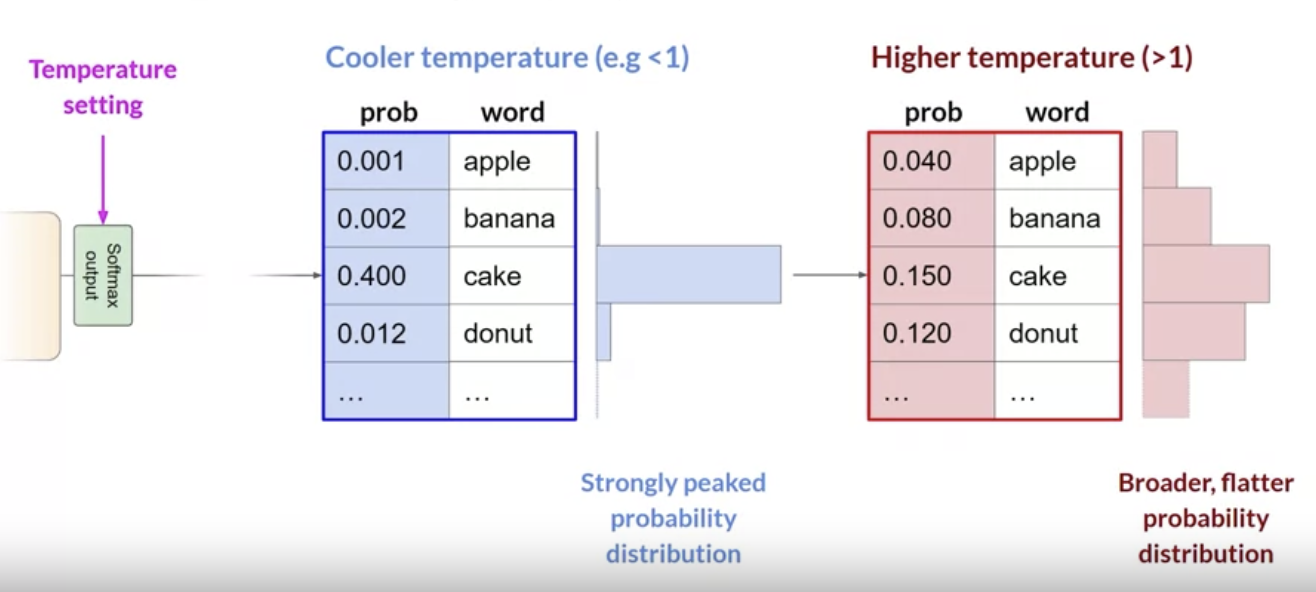 Temperature
setting
Softmax
output
Cooler temperature (e.g <1)
prob word
0.001 apple
0.002 banana
0.400 cake
0.012 donut
... ...
Strongly peaked
probability
distribution
Higher temperature (>1)
prob word
0.040 apple
0.080 banana
0.150 cake
0.120 donut
... ...
Broader, flatter
probability
distribution